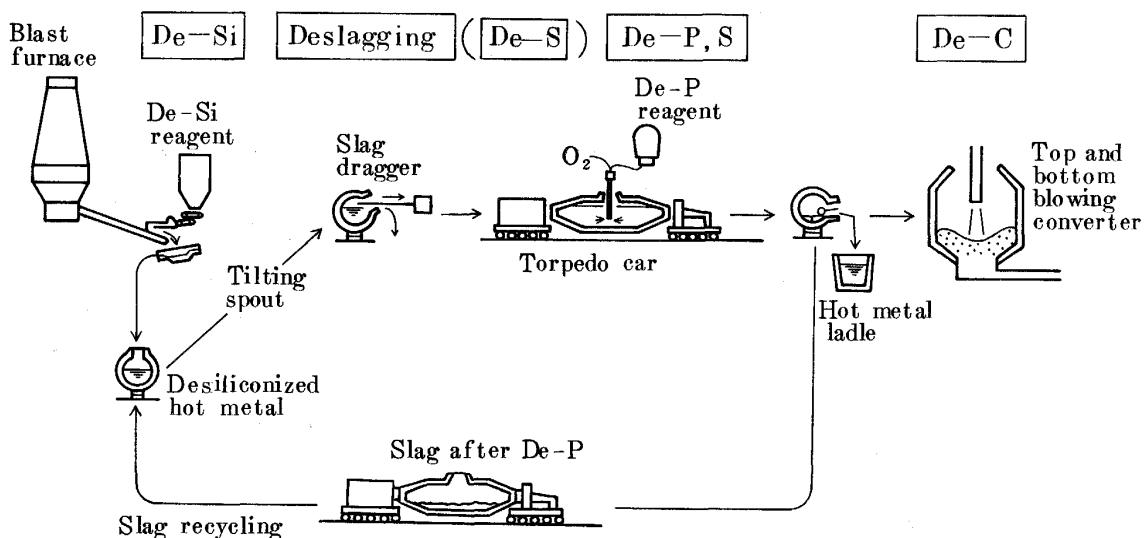 Blast
furnace
De-Si
Deslagging
(De-S)
De-P, S
De-C
De-Si
reagent
Slag
dragger
O2
De-P
reagent
Top and
bottom
blowing
converter
Tilting
spout
Torpedo car
Hot metal
ladle
Desiliconized
hot metal
Slag after De-P
Slag recycling